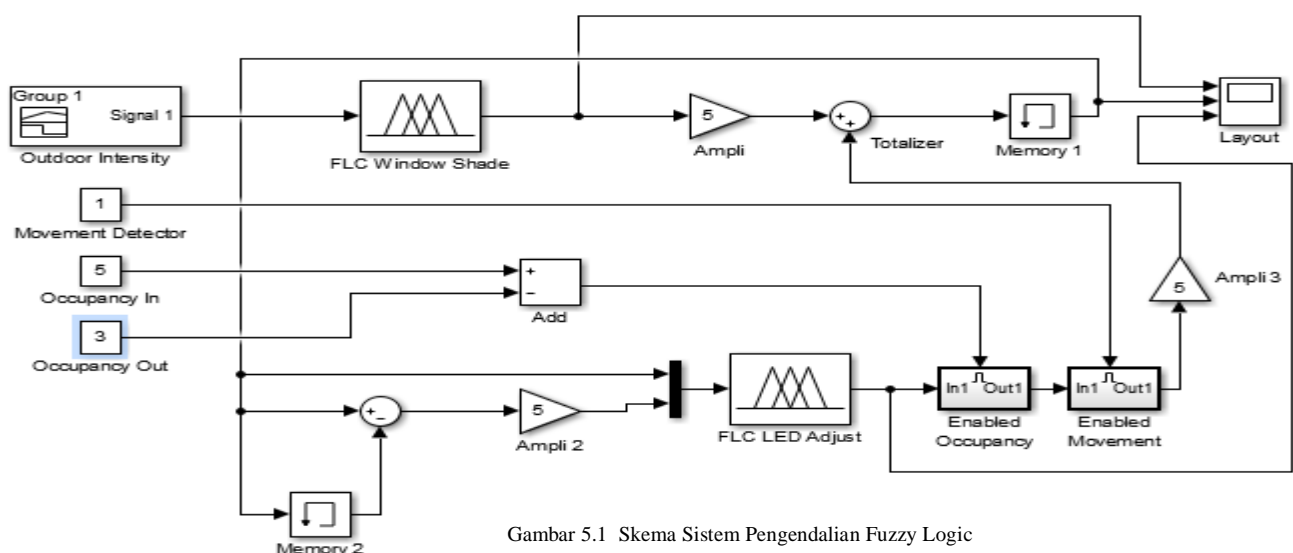 Group 1
Signal 1
Outdoor Intensity
FLC Window Shade
5
Ampli
Totalizer
Memory 1
Layout
1
Movement Detector
5
Occupancy In
3
Occupancy Out
Add
5
Ampli 2
FLC LED Adjust
In1 Out1
Enabled
Occupancy
In1 Out1
Enabled
Movement
5
Ampli 3
Memory 2
Gambar 5.1 Skema Sistem Pengendalian Fuzzy Logic